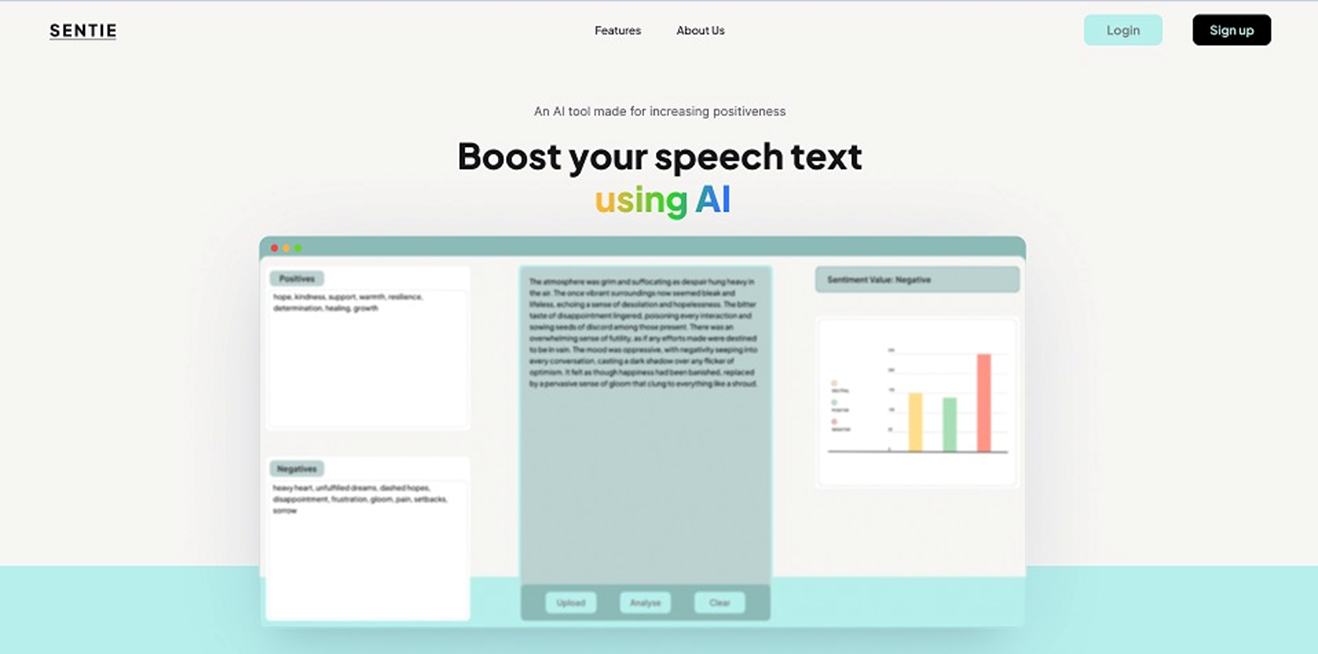 SENTIE
Features
About Us
Login
Sign up
An AI tool made for increasing positiveness
Boost your speech text
using AI
Positives
hope, kindness, support, warmth, resilience,
determination, healing, growth
Negatives
heavy heart, unfulfilled dreams, dashed hopes,
disappointment, frustration, gloom, pain, setbacks,
sorrow
The atmosphere was grim and suffocating as despair hung heavy in
the air. The once vibrant surroundings now seemed bleak and
lifeless, echoing a sense of desolation and hopelessness. The bitter
taste of disappointment lingered, poisoning every interaction and
sowing seeds of discord among those present. There was an
overwhelming sense of futility, as if any efforts made were destined
to be in vain. The mood was oppressive, with negativity seeping into
every conversation, casting a dark shadow over any flicker of
optimism. It felt as though happiness had been banished, replaced
by a pervasive sense of gloom that clung to everything like a shroud.
Upload
Analyse
Clear
Sentiment Value: Negative